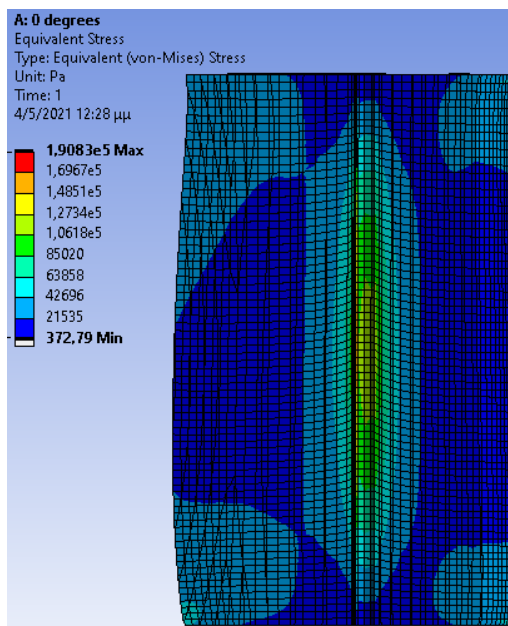 A: 0 degrees
Equivalent Stress
Type: Equivalent (von-Mises) Stress
Unit: Pa
Time: 1
4/5/2021 12:28 μμ
1,9083e5 Max
1,6967e5
1,4851e5
1,2734e5
1,0618e5
85020
63858
42696
21535
372,79 Min